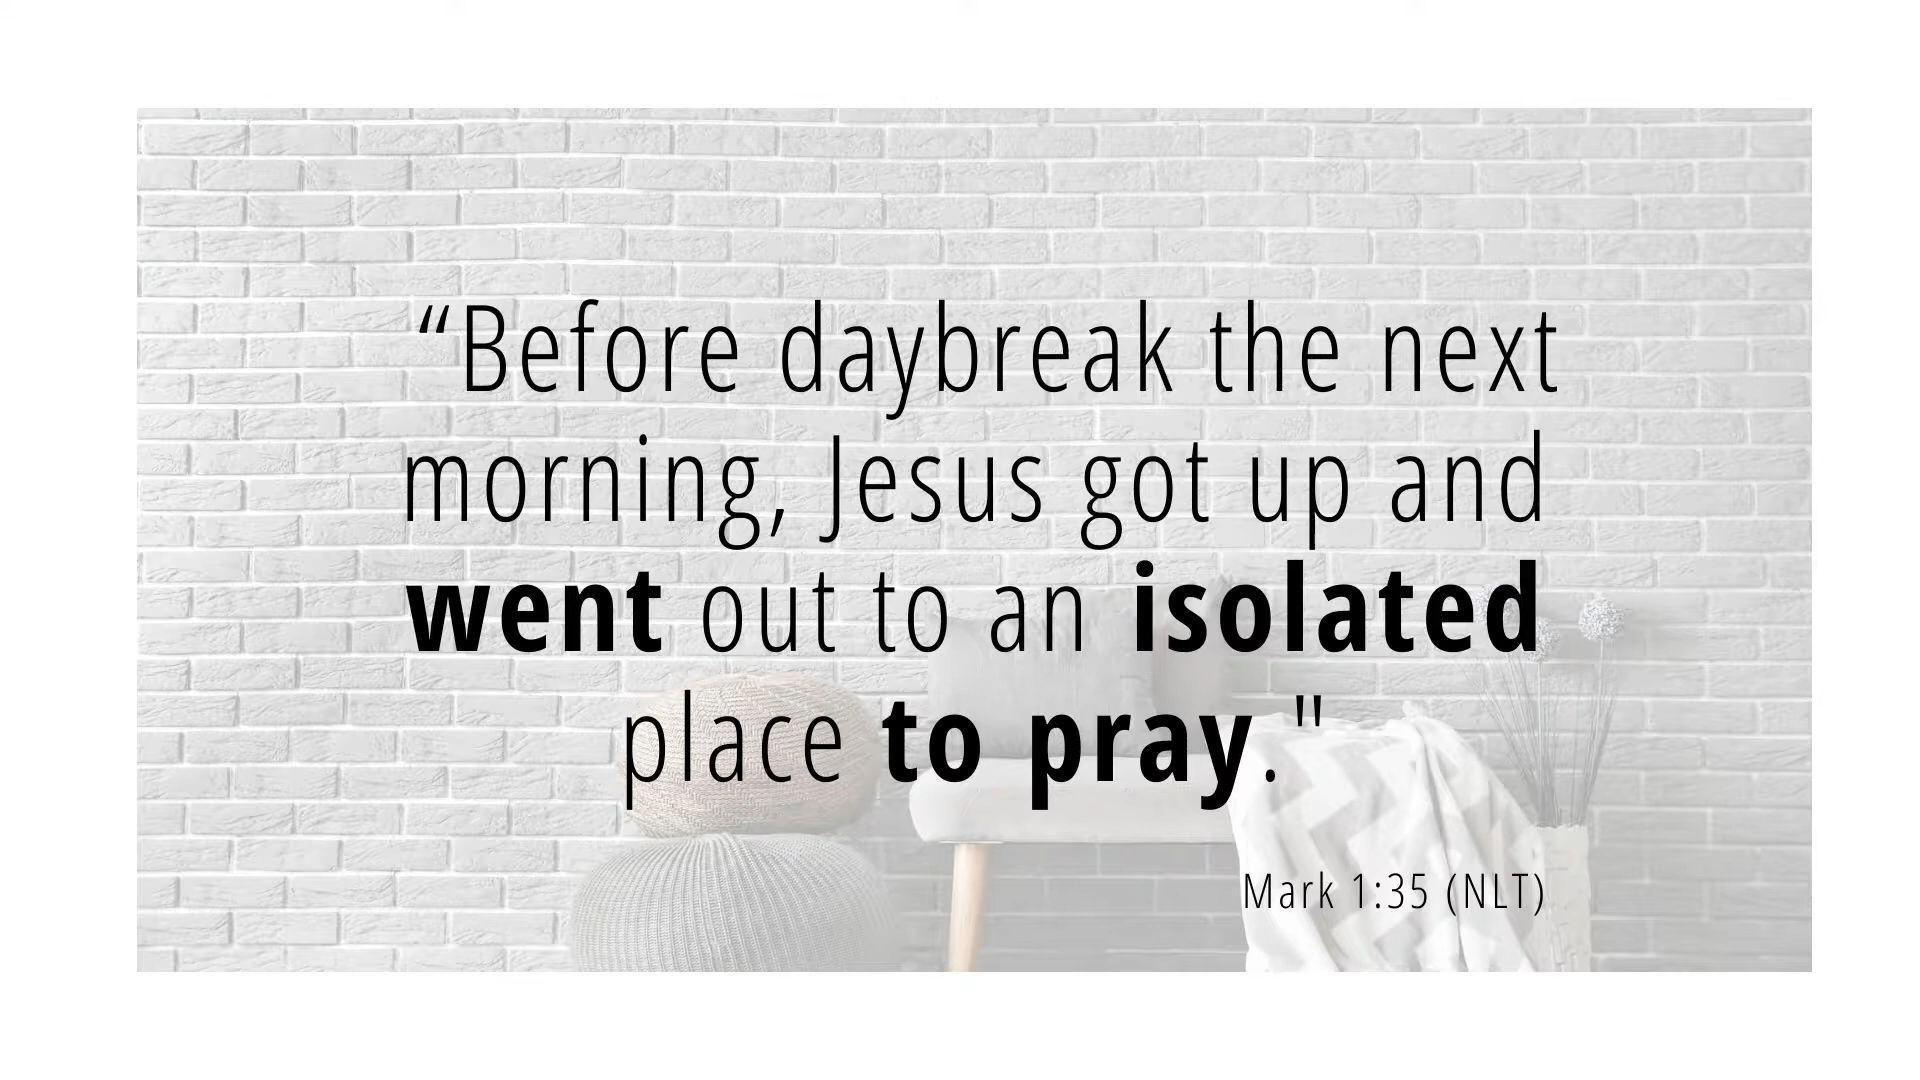 “Before daybreak the next
morning, Jesus got up and
went out to an isolated
place to pray."
Mark 1:35 (NLT)